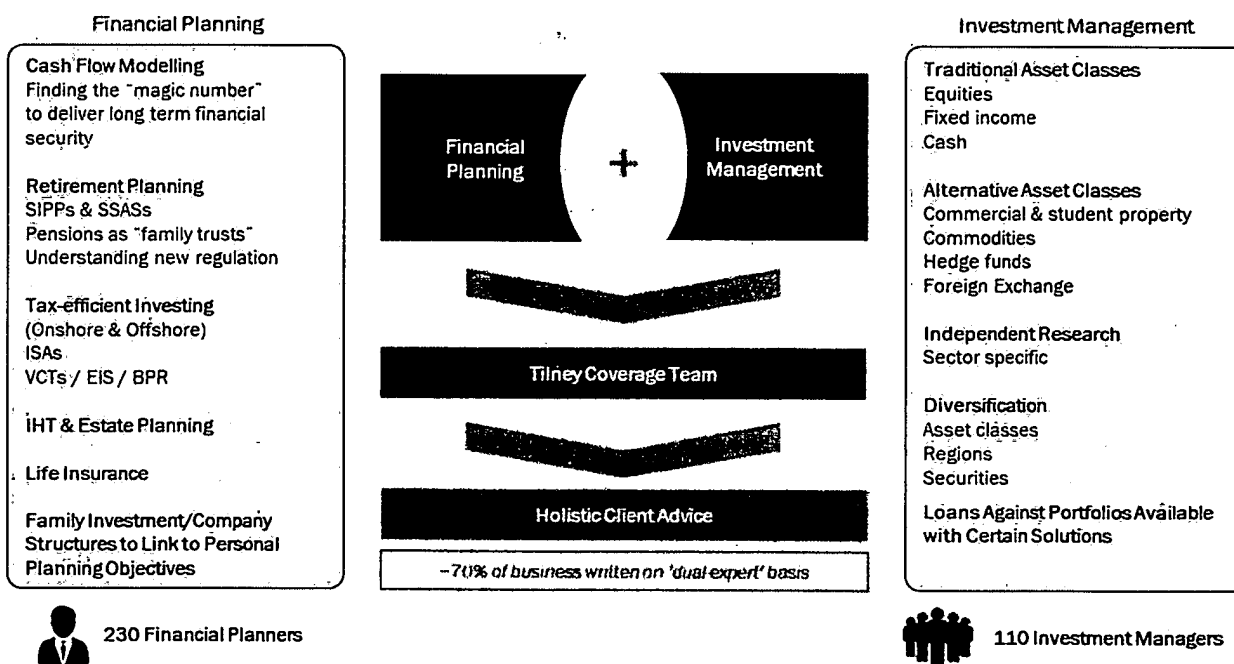 Financial Planning
Cash Flow Modelling
Finding the "magic number"
to deliver long term financial
security
Retirement Planning
SIPPs & SSASs
Pensions as "family trusts"
Understanding new regulation
Tax-efficient Investing
(Onshore & Offshore)
ISAs
VCTs / EIS / BPR
IHT & Estate Planning
Life Insurance
Family Investment/Company
Structures to Link to Personal
Planning Objectives
230 Financial Planners
Financial
Planning
+
Investment
Management
Tilney Coverage Team
Holistic Client Advice
~70% of business written on 'dual-expert' basis
Investment Management
Traditional Asset Classes
Equities
Fixed income
Cash
Alternative Asset Classes
Commercial & student property
Commodities
Hedge funds
Foreign Exchange
Independent Research
Sector specific
Diversification
Asset classes
Regions
Securities
Loans Against Portfolios Available
with Certain Solutions
110 Investment Managers